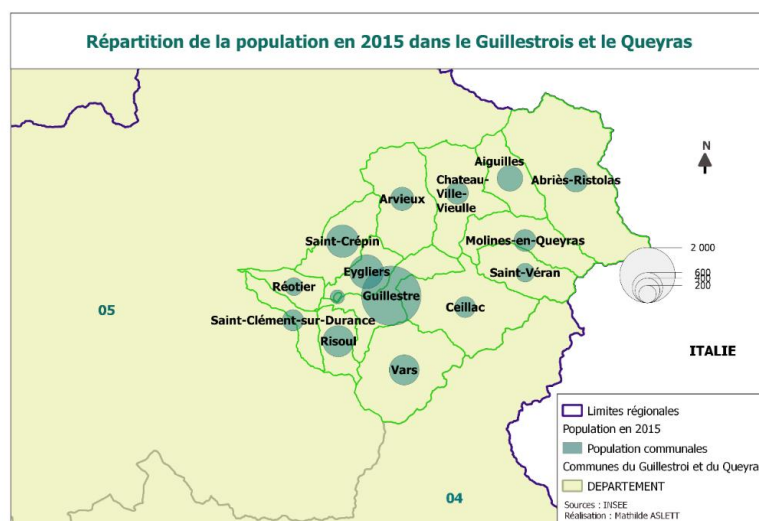 Répartition de la population en 2015 dans le Guillestrois et le Queyras
N
Aiguilles
Chateau-
Ville-
Vieulle
Abriès-Ristolas
Arvieux
Saint-Crépin
Molines-en-Queyras
2 000
600
200
Eygliers
Saint-Véran
Réotier
Guillestre
Ceillac
05
Saint-Clément-sur-Durance
Risoul
ITALIE
Vars
Limites régionales
Population en 2015
Population communales
Communes du Guillestroi et du Queyra
DEPARTEMENT
04
Sources : INSEE
Réalisation : Mathilde ASLETT